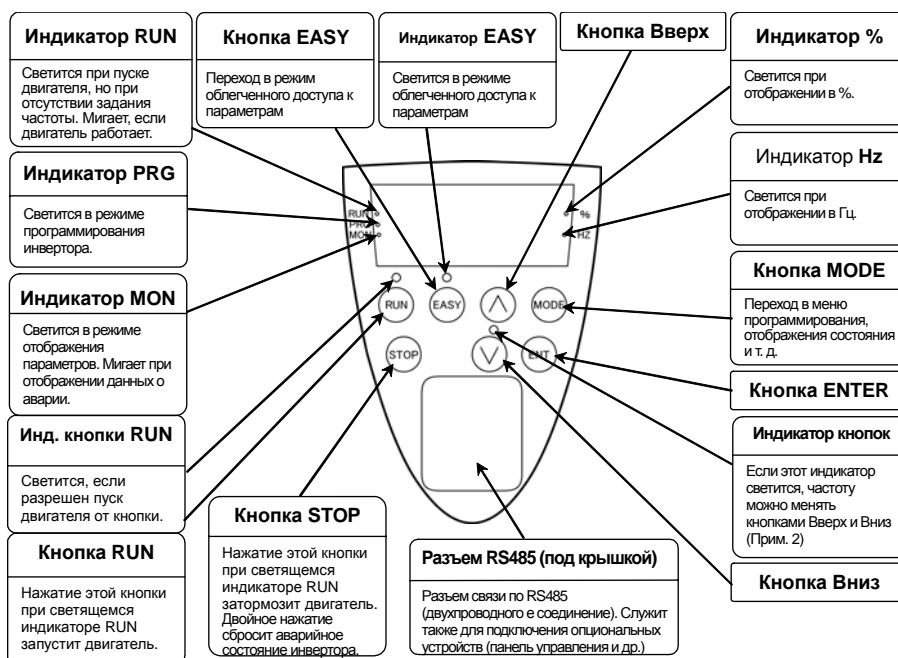 Индикатор RUN
Светится при пуске
двигателя, но при
отсутствии задания
частоты. Мигает, если
двигатель работает.
Кнопка EASY
Переход в режим
облегченного доступа к
параметрам
Индикатор EASY
Светится в режиме
облегченного доступа к
параметрам
Кнопка Вверх
Индикатор %
Светится при
отображении в %.
Индикатор PRG
Светится в режиме
программирования
инвертора.
Индикатор Hz
Светится при
отображении в Гц.
Индикатор MON
Светится в режиме
отображения
параметров. Мигает при
отображении данных о
аварии.
Кнопка MODE
Переход в меню
программирования,
отображения состояния
и т. д.
Кнопка ENTER
RUN
PRG
MON
%
HZ
RUN
EASY
MODE
STOP
ENT
Инд. кнопки RUN
Светится, если
разрешен пуск
двигателя от кнопки.
Индикатор кнопок
Если этот индикатор
светится, частоту
можно менять
кнопками Вверх и Вниз
(Прим. 2)
Кнопка RUN
Нажатие этой кнопки
при светящемся
индикаторе RUN
запустит двигатель.
Кнопка STOP
Нажатие этой кнопки
при светящемся
индикаторе RUN
затормозит двигатель.
Двойное нажатие
сбросит аварийное
состояние инвертора.
Разъем RS485 (под крышкой)
Разъем связи по RS485
(двухпроводного е соединение). Служит
также для подключения опциональных
устройств (панель управления и др.)
Кнопка Вниз